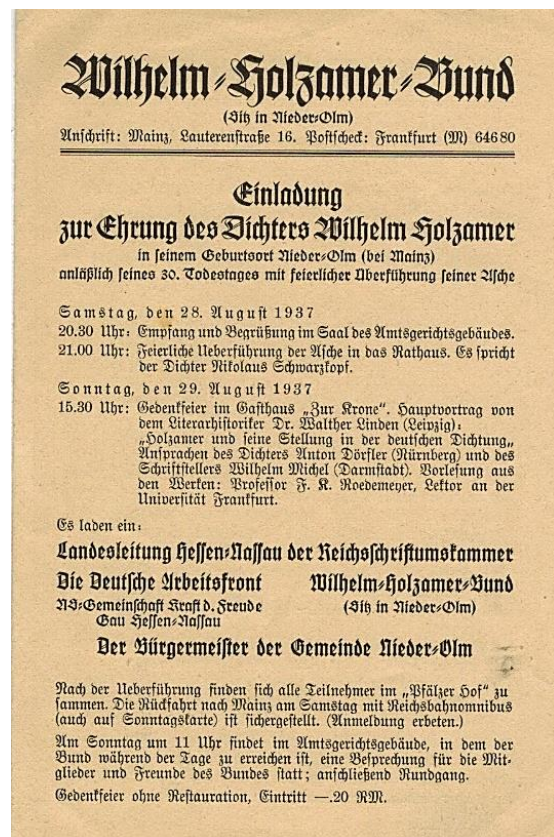 Wilhelm-Holzamer-Bund
(Sitz in Nieder-Olm)
Anschrift: Mainz, Lauterenstraße 16. Postscheck: Frankfurt (M) 64680
Einladung
zur Ehrung des Dichters Wilhelm Holzamer
in seinem Geburtsort Nieder-Olm (bei Mainz)
anläßlich seines 30. Todestages mit feierlicher Überführung seiner Asche
Samstag, den 28. August 1937
20.30 Uhr: Empfang und Begrüßung im Saal des Amtsgerichtsgebäudes.
21.00 Uhr: Feierliche Ueberführung der Asche in das Rathaus. Es spricht
der Dichter Nikolaus Schwarzkopf.
Sonntag, den 29. August 1937
15.30 Uhr: Gedenkfeier im Gasthaus „Zur Krone“. Hauptvortrag von
dem Literarhistoriker Dr. Walther Linden (Leipzig):
„Holzamer und seine Stellung in der deutschen Dichtung„
Ansprachen des Dichters Anton Dörfler (Nürnberg) und des
Schriftstellers Wilhelm Michel (Darmstadt). Vorlesung aus
den Werken: Professor F. K. Roedemeyer, Lektor an der
Universität Frankfurt.
Es laden ein:
Landesleitung Hessen-Nassau der Reichsschriftumskammer
Die Deutsche Arbeitsfront Wilhelm-Holzamer-Bund
NS-Gemeinschaft Kraft d. Freude (Sitz in Nieder-Olm)
Gau Hessen-Nassau
Der Bürgermeister der Gemeinde Nieder-Olm
Nach der Ueberführung finden sich alle Teilnehmer im „Pfälzer Hof“ zu
sammen. Die Rückfahrt nach Mainz am Samstag mit Reichsbahnomnibus
(auch auf Sonntagskarte) ist sichergestellt. (Anmeldung erbeten.)
Am Sonntag um 11 Uhr findet im Amtsgerichtsgebäude, in dem der
Bund während der Tage zu erreichen ist, eine Besprechung für die Mit-
glieder und Freunde des Bundes statt; anschließend Rundgang.
Gedenkfeier ohne Restauration, Eintritt —.20 RM.